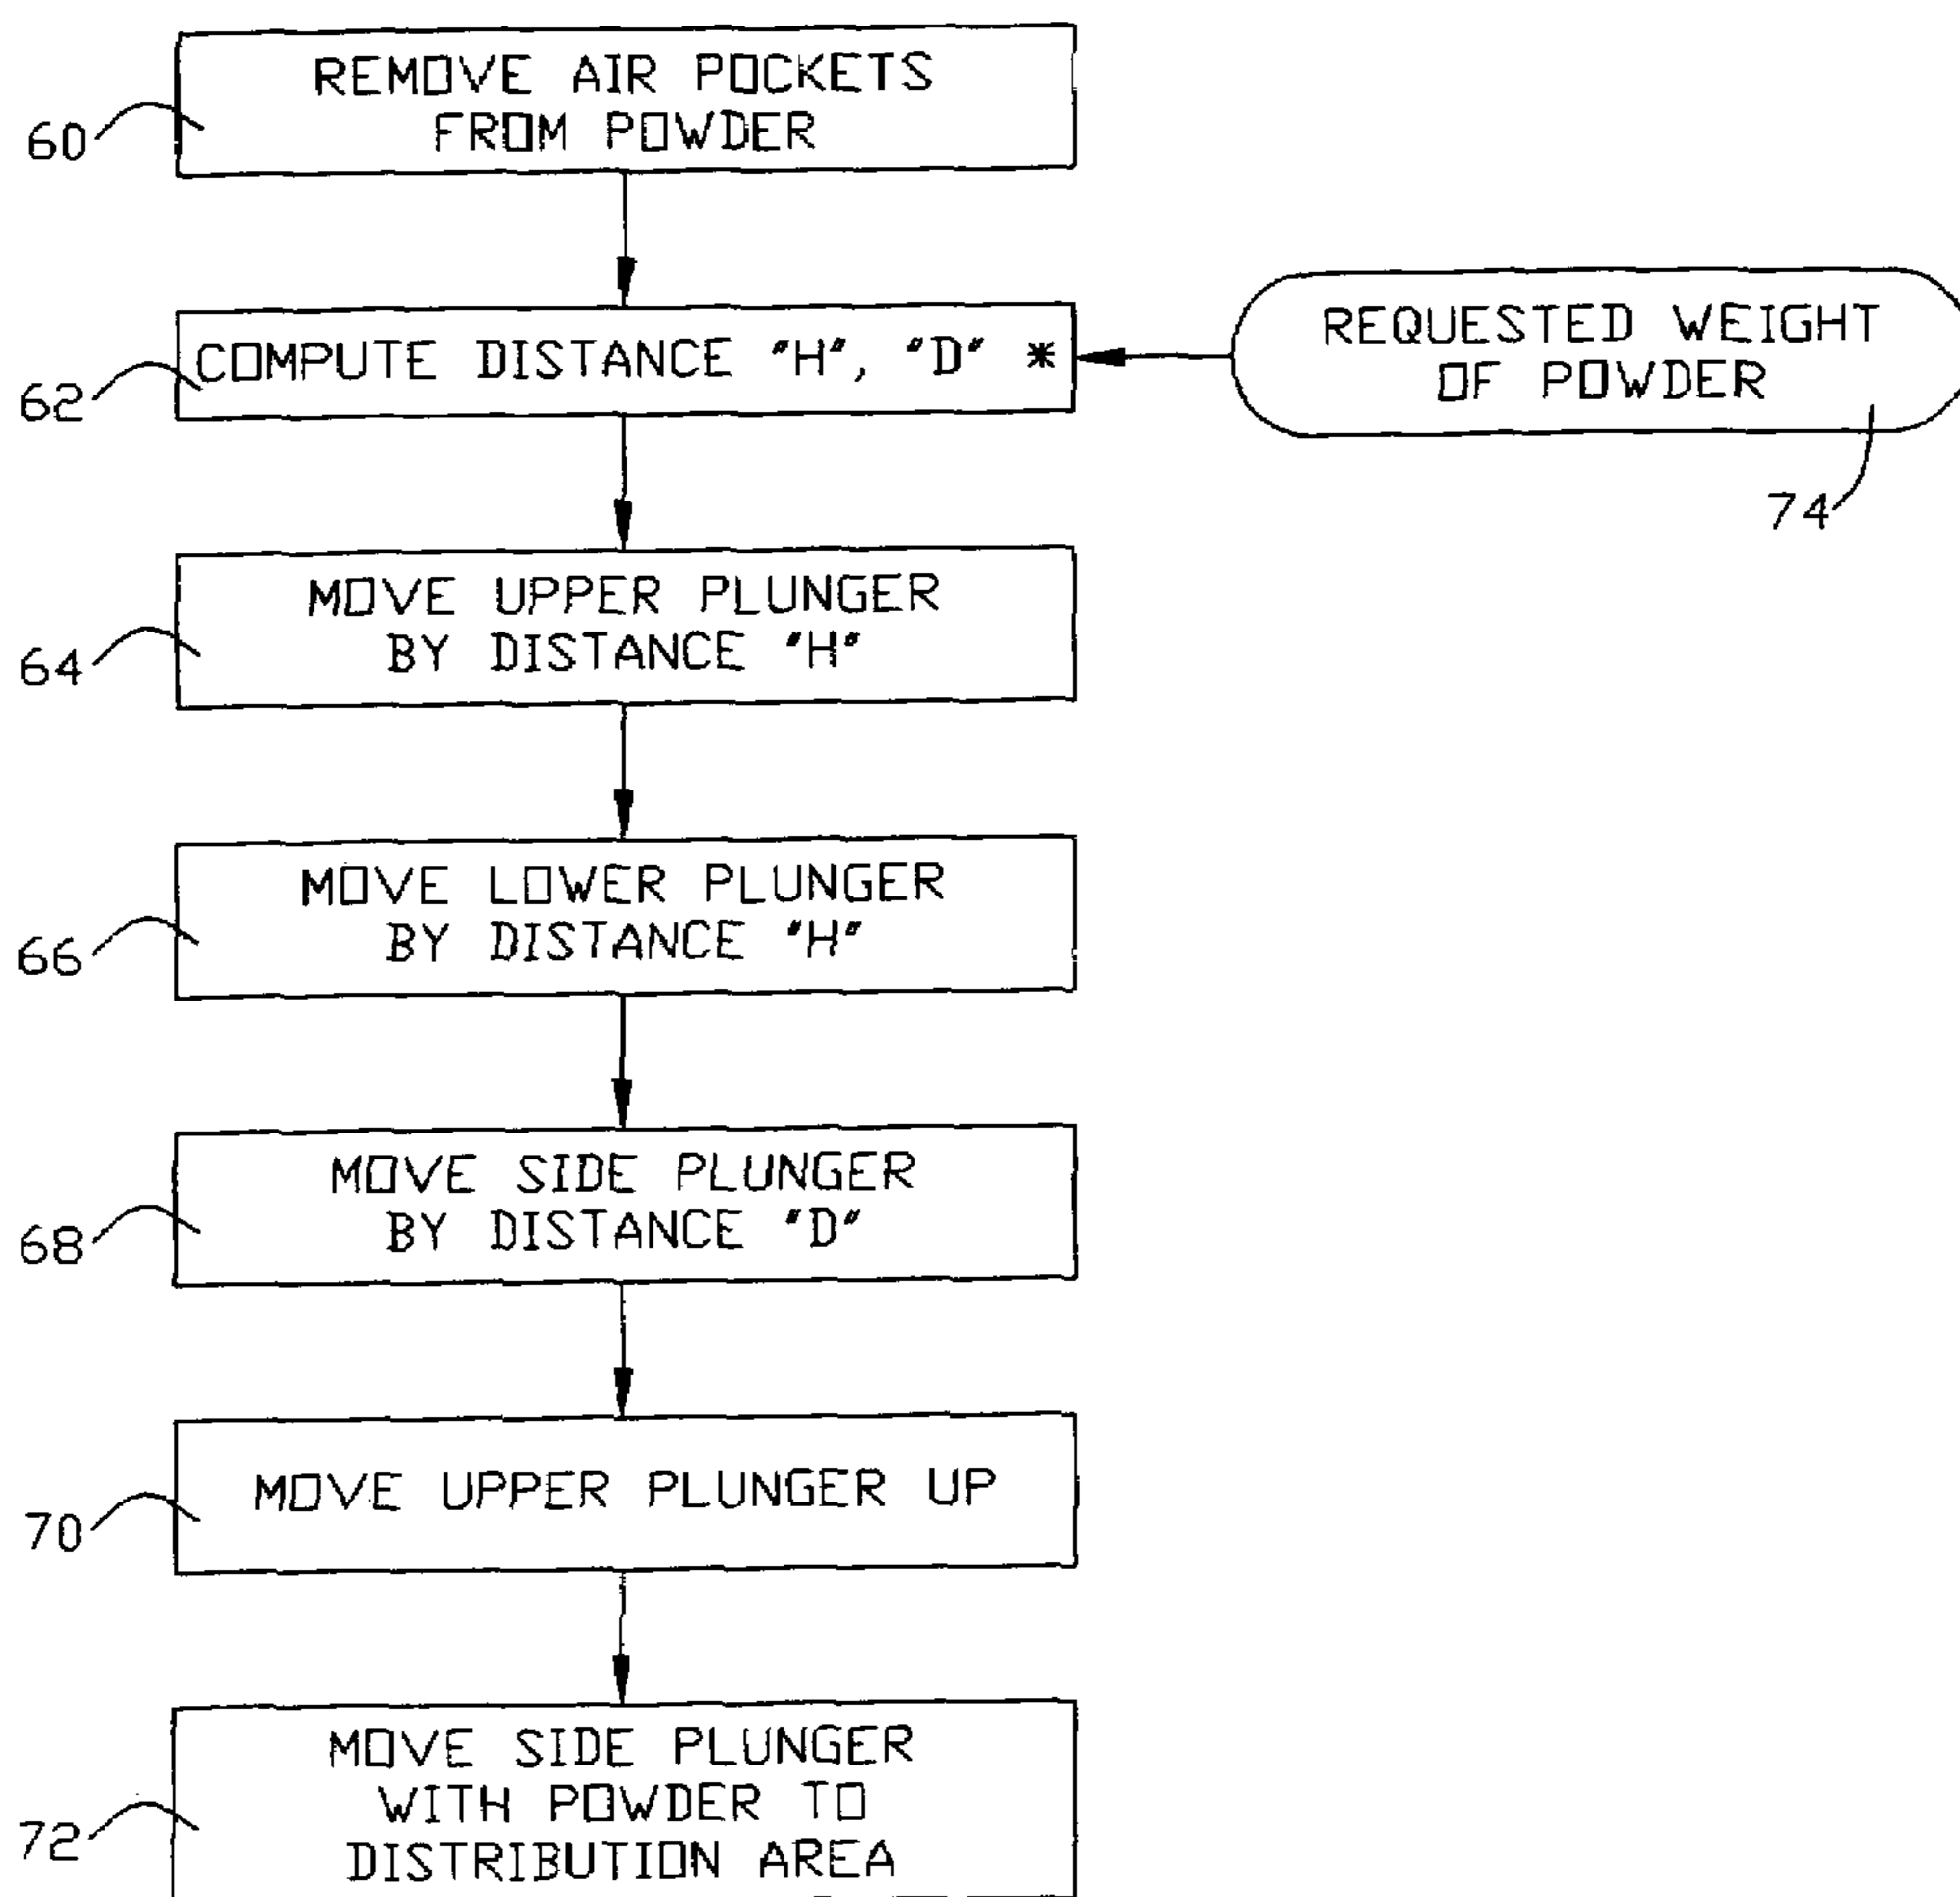 REMOVE AIR POCKETS
FROM POWDER
60
COMPUTE DISTANCE "H", "D" *
62
REQUESTED WEIGHT
OF POWDER
74
MOVE UPPER PLUNGER
BY DISTANCE "H"
64
MOVE LOWER PLUNGER
BY DISTANCE "H"
66
MOVE SIDE PLUNGER
BY DISTANCE "D"
68
MOVE UPPER PLUNGER UP
70
MOVE SIDE PLUNGER
WITH POWDER TO
DISTRIBUTION AREA
72